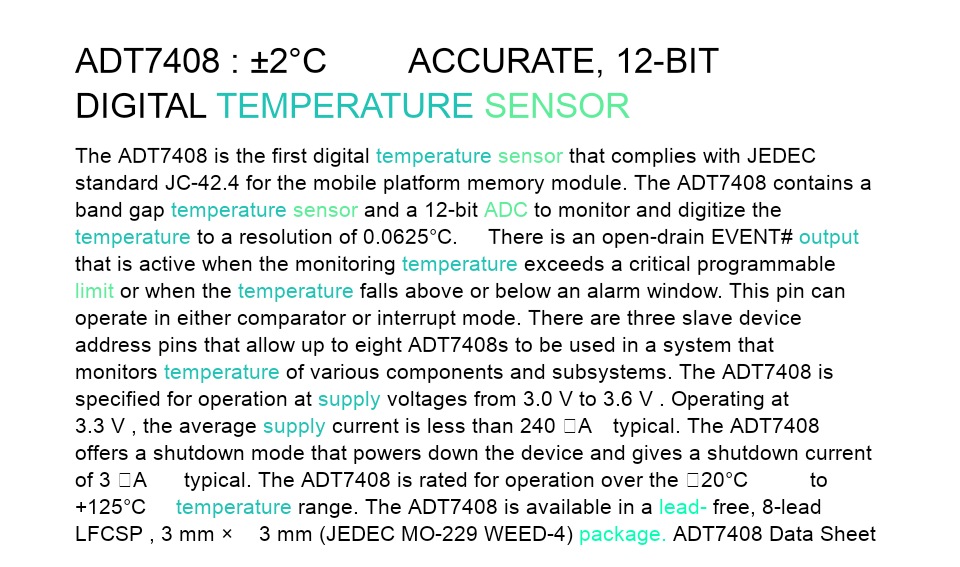 ADT7408 : ±2°C ACCURATE, 12-BIT
DIGITAL TEMPERATURE SENSOR
The ADT7408 is the first digital temperature sensor that complies with JEDEC
standard JC-42.4 for the mobile platform memory module. The ADT7408 contains a
band gap temperature sensor and a 12-bit ADC to monitor and digitize the
temperature to a resolution of 0.0625°C. There is an open-drain EVENT# output
that is active when the monitoring temperature exceeds a critical programmable
limit or when the temperature falls above or below an alarm window. This pin can
operate in either comparator or interrupt mode. There are three slave device
address pins that allow up to eight ADT7408s to be used in a system that
monitors temperature of various components and subsystems. The ADT7408 is
specified for operation at supply voltages from 3.0 V to 3.6 V . Operating at
3.3 V , the average supply current is less than 240 □A typical. The ADT7408
offers a shutdown mode that powers down the device and gives a shutdown current
of 3 □A typical. The ADT7408 is rated for operation over the □20°C to
+125°C temperature range. The ADT7408 is available in a lead- free, 8-lead
LFCSP , 3 mm × 3 mm (JEDEC MO-229 WEED-4) package. ADT7408 Data Sheet